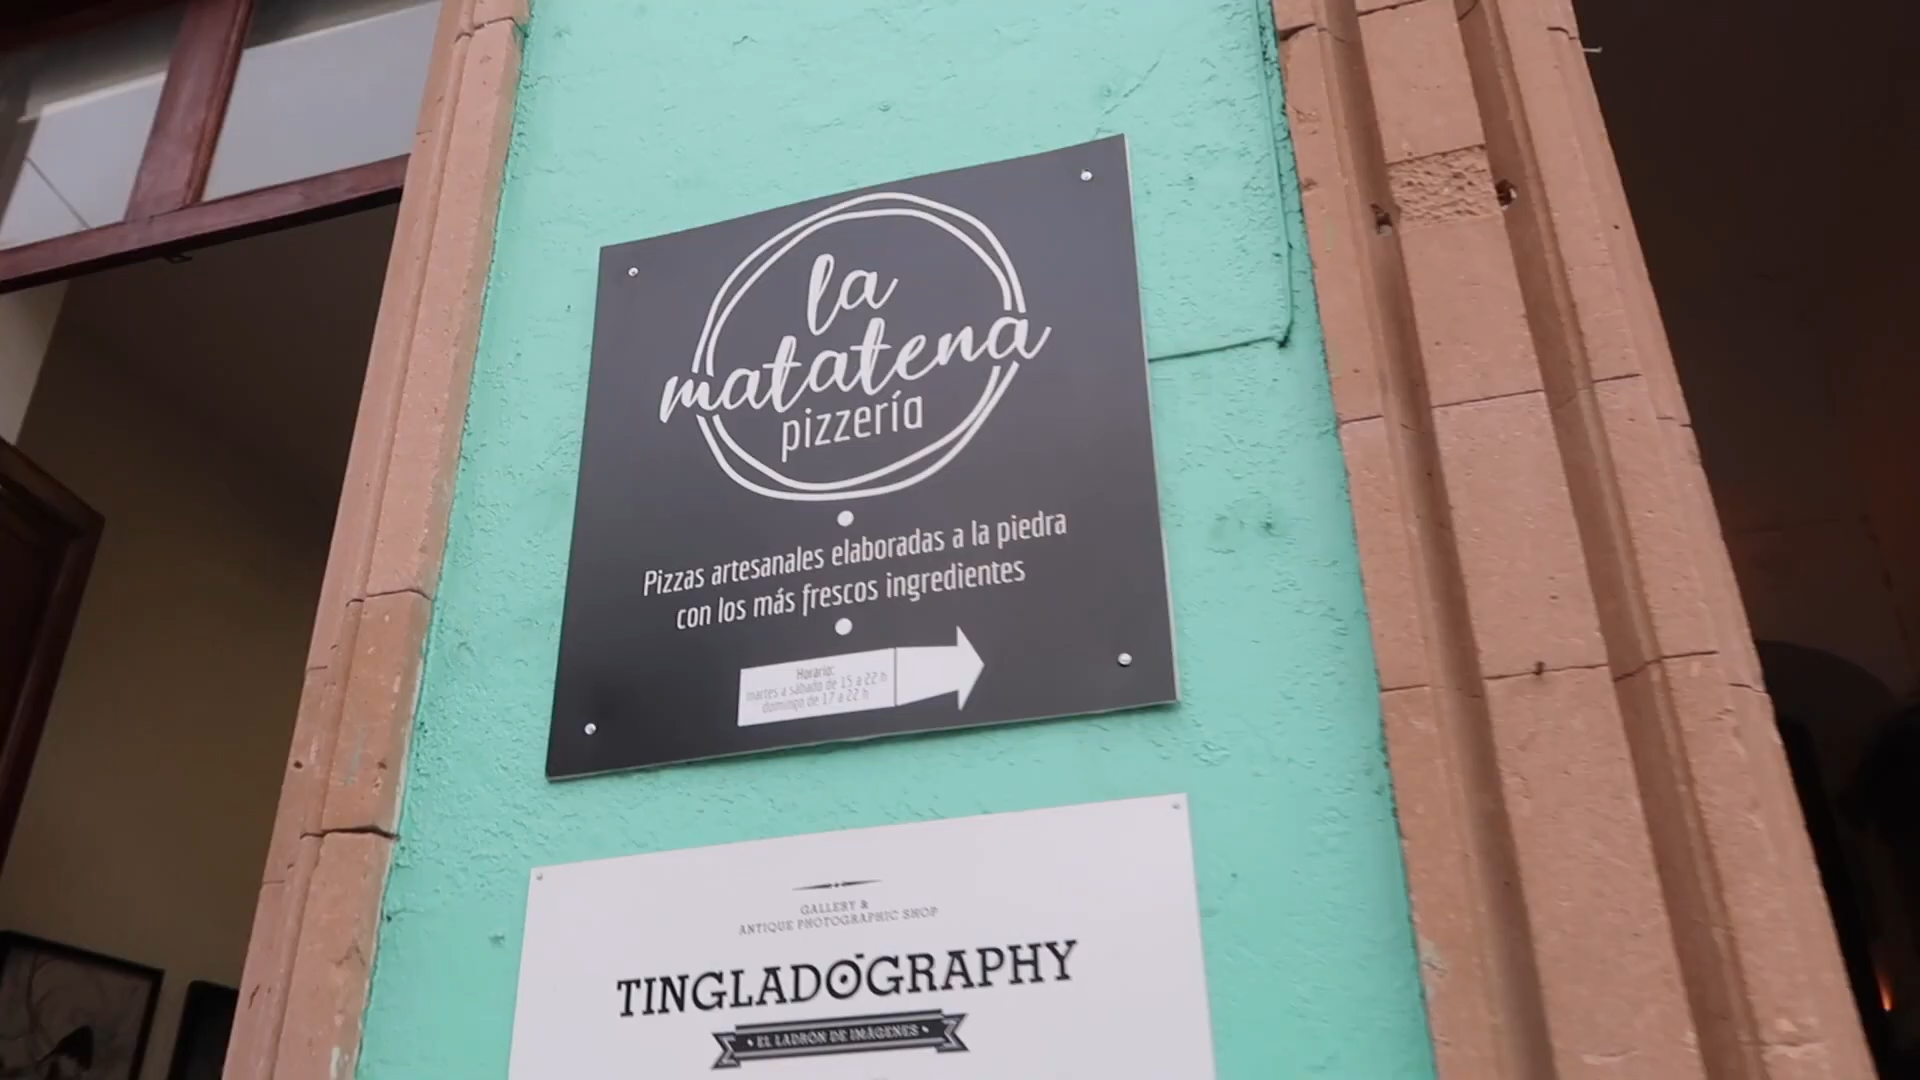 la
matatena
pizzería
Pizzas artesanales elaboradas a la piedra
con los más frescos ingredientes
Horario:
martes a sábado de 15 a 22 h
domingo de 17 a 22 h
GALLERY &
ANTIQUE PHOTOGRAPHIC SHOP
TINGLADOGRAPHY
EL LADRÓN DE IMÁGENES